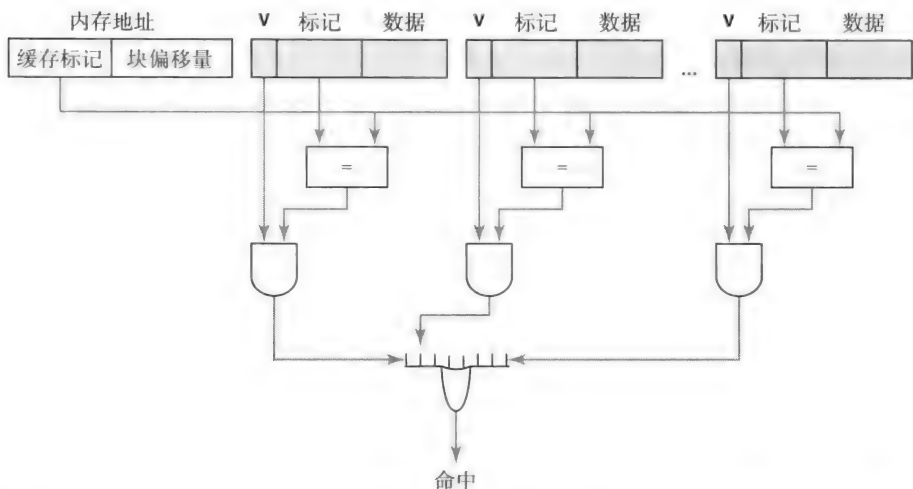 内存地址 V 标记 数据 V 标记 数据 V 标记 数据
缓存标记 块偏移量 ...
= = =
命中